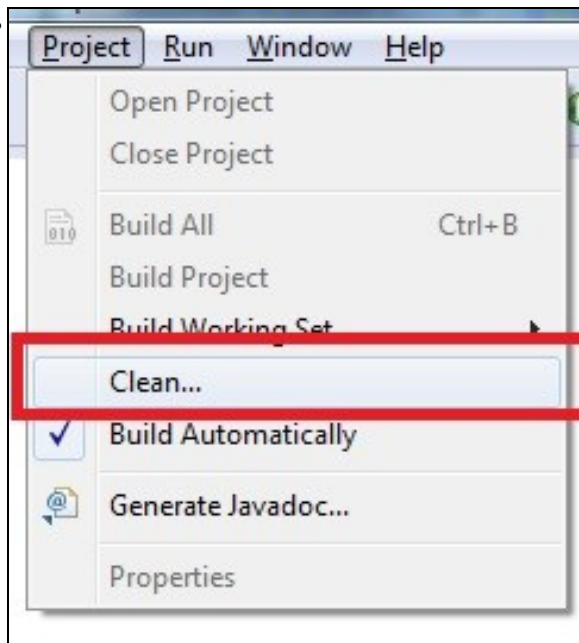 Project Run Window Help
Open Project
Close Project
Build All Ctrl+B
Build Project
Build Working Set
Clean...
Build Automatically
Generate Javadoc...
Properties